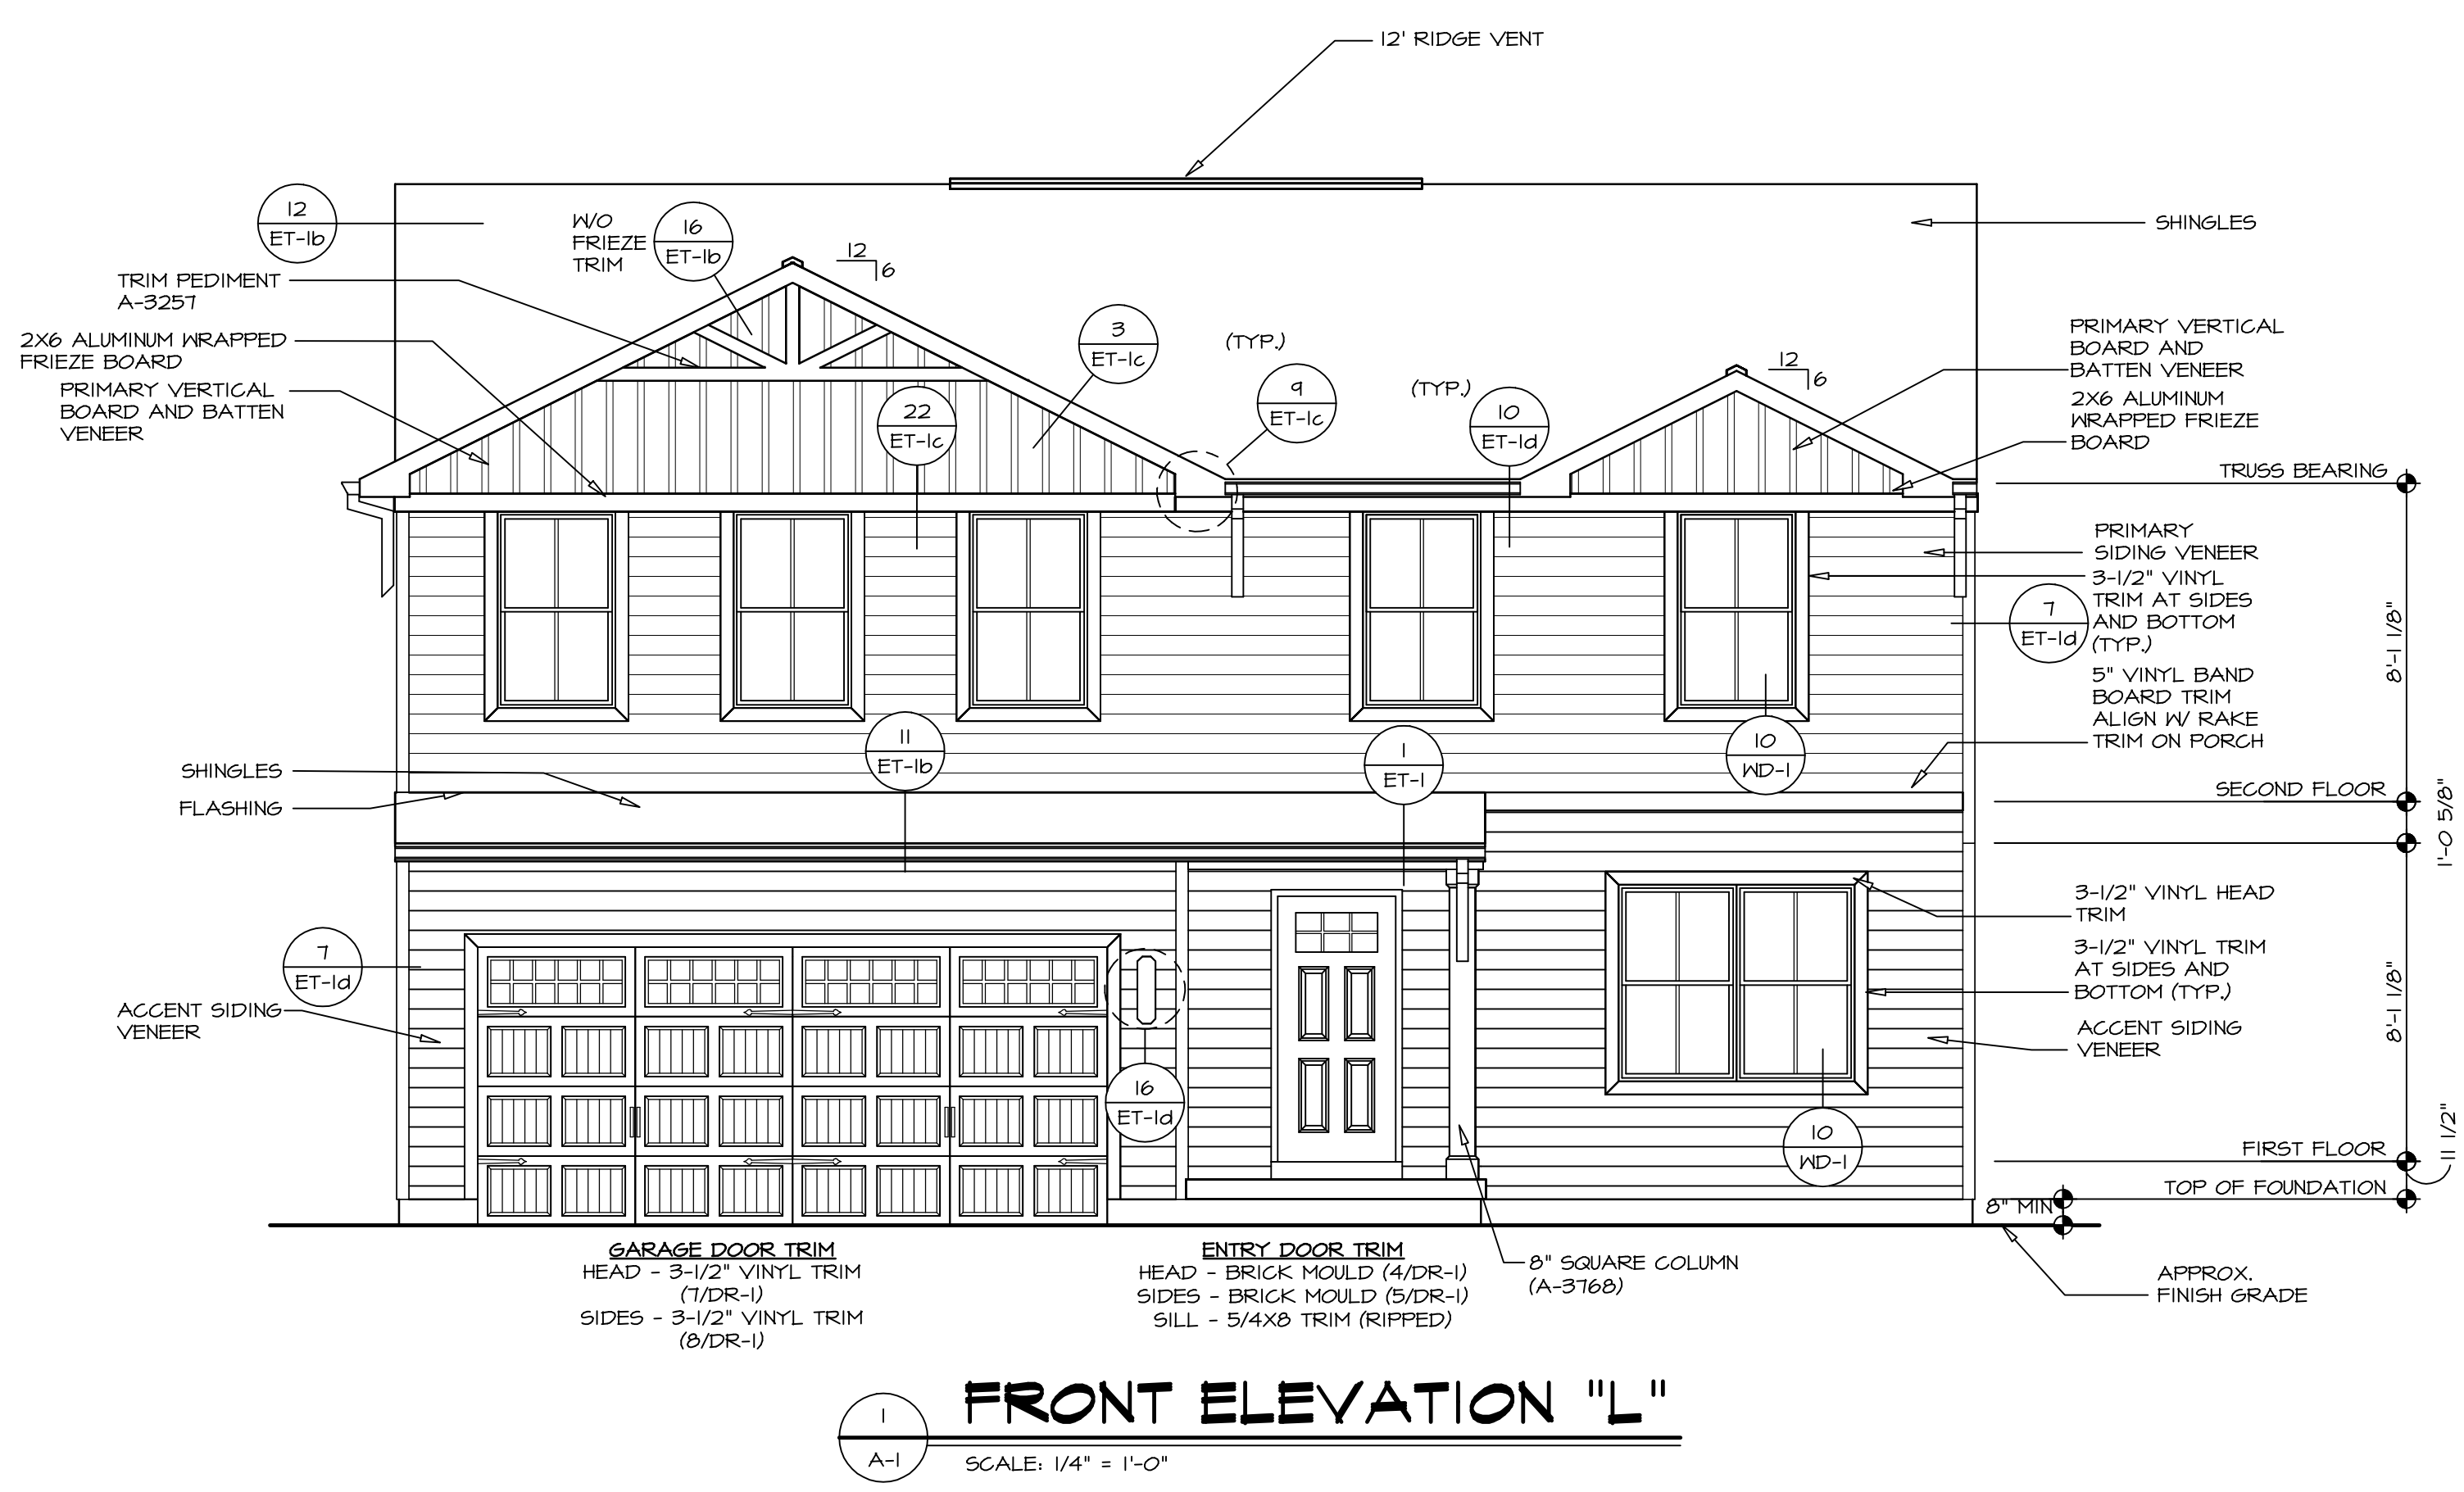 12' RIDGE VENT
12
ET-1b
W/O
FRIEZE
TRIM
16
ET-1b
12
6
SHINGLES
TRIM PEDIMENT
A-3257
2X6 ALUMINUM WRAPPED
FRIEZE BOARD
PRIMARY VERTICAL
BOARD AND BATTEN
VENEER
3
ET-1c
(TYP.)
9
ET-1c
22
ET-1c
(TYP.)
10
ET-1d
12
6
PRIMARY VERTICAL
BOARD AND
BATTEN VENEER
2X6 ALUMINUM
WRAPPED FRIEZE
BOARD
TRUSS BEARING
PRIMARY
SIDING VENEER
3-1/2" VINYL
TRIM AT SIDES
AND BOTTOM
(TYP.)
7
ET-1d
8'-1 1/8"
5" VINYL BAND
BOARD TRIM
ALIGN W/ RAKE
TRIM ON PORCH
11
ET-1b
1
ET-1
10
WD-1
SHINGLES
FLASHING
SECOND FLOOR
1'-0 5/8"
3-1/2" VINYL HEAD
TRIM
3-1/2" VINYL TRIM
AT SIDES AND
BOTTOM (TYP.)
8'-1 1/8"
7
ET-1d
ACCENT SIDING
VENEER
ACCENT SIDING
VENEER
16
ET-1d
10
WD-1
FIRST FLOOR
11 1/2"
TOP OF FOUNDATION
8" MIN
GARAGE DOOR TRIM
HEAD - 3-1/2" VINYL TRIM
(7/DR-1)
SIDES - 3-1/2" VINYL TRIM
(8/DR-1)
ENTRY DOOR TRIM
HEAD - BRICK MOULD (4/DR-1)
SIDES - BRICK MOULD (5/DR-1)
SILL - 5/4X8 TRIM (RIPPED)
8" SQUARE COLUMN
(A-3768)
APPROX.
FINISH GRADE
1
A-1
FRONT ELEVATION "L"
SCALE: 1/4" = 1'-0"